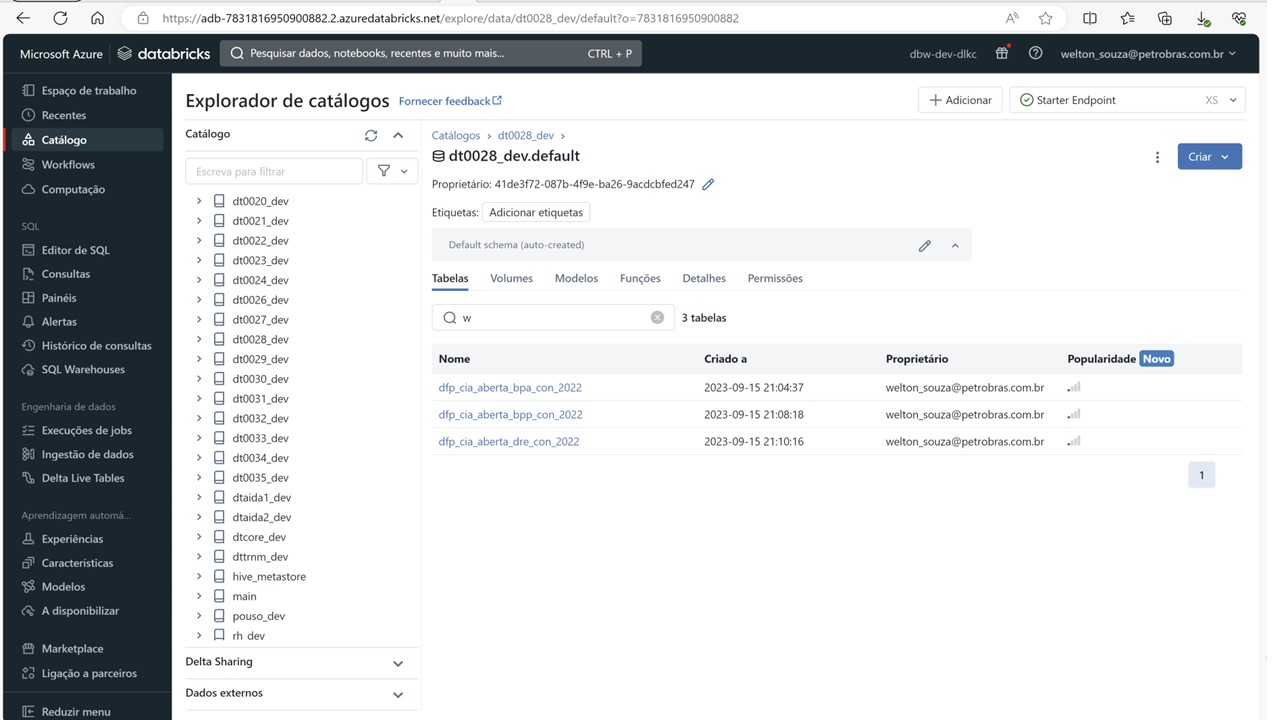 https://adb-7831816950900882.2.azuredatabricks.net/explore/data/dt0028_dev/default?o=7831816950900882
Microsoft Azure databricks Pesquisar dados, notebooks, recentes e muito mais... CTRL + P dbw-dev-dlkc welton_souza@petrobras.com.br
Espaço de trabalho
Recentes
Catálogo
Workflows
Computação
SQL
Editor de SQL
Consultas
Painéis
Alertas
Histórico de consultas
SQL Warehouses
Engenharia de dados
Execuções de jobs
Ingestão de dados
Delta Live Tables
Aprendizagem automá...
Experiências
Características
Modelos
A disponibilizar
Marketplace
Ligação a parceiros
Reduzir menu
Explorador de catálogos Fornecer feedback
Adicionar Starter Endpoint XS
Catálogo
Escreva para filtrar
dt0020_dev
dt0021_dev
dt0022_dev
dt0023_dev
dt0024_dev
dt0026_dev
dt0027_dev
dt0028_dev
dt0029_dev
dt0030_dev
dt0031_dev
dt0032_dev
dt0033_dev
dt0034_dev
dt0035_dev
dtaida1_dev
dtaida2_dev
dtcore_dev
dttrnm_dev
hive_metastore
main
pouso_dev
rh_dev
Delta Sharing
Dados externos
Catálogos > dt0028_dev >
dt0028_dev.default
Criar
Proprietário: 41de3f72-087b-4f9e-ba26-9acdcbfed247
Etiquetas: Adicionar etiquetas
Default schema (auto-created)
Tabelas Volumes Modelos Funções Detalhes Permissões
w 3 tabelas
Nome Criado a Proprietário Popularidade Novo
dfp_cia_aberta_bpa_con_2022 2023-09-15 21:04:37 welton_souza@petrobras.com.br
dfp_cia_aberta_bpp_con_2022 2023-09-15 21:08:18 welton_souza@petrobras.com.br
dfp_cia_aberta_dre_con_2022 2023-09-15 21:10:16 welton_souza@petrobras.com.br
1